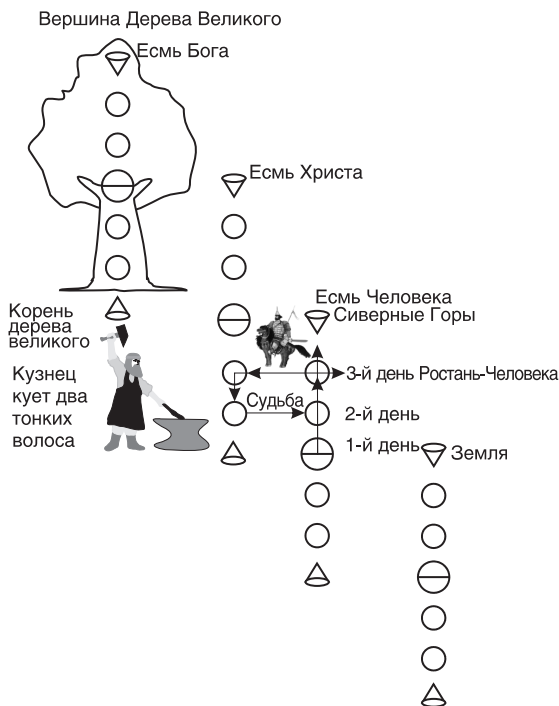 Вершина Дерева Великого
Есмь Бога
Есмь Христа
Корень
дерева
великого
Кузнец
кует два
тонких
волоса
Есмь Человека
Сиверные Горы
3-й день Ростань-Человека
Судьба
2-й день
1-й день
Земля